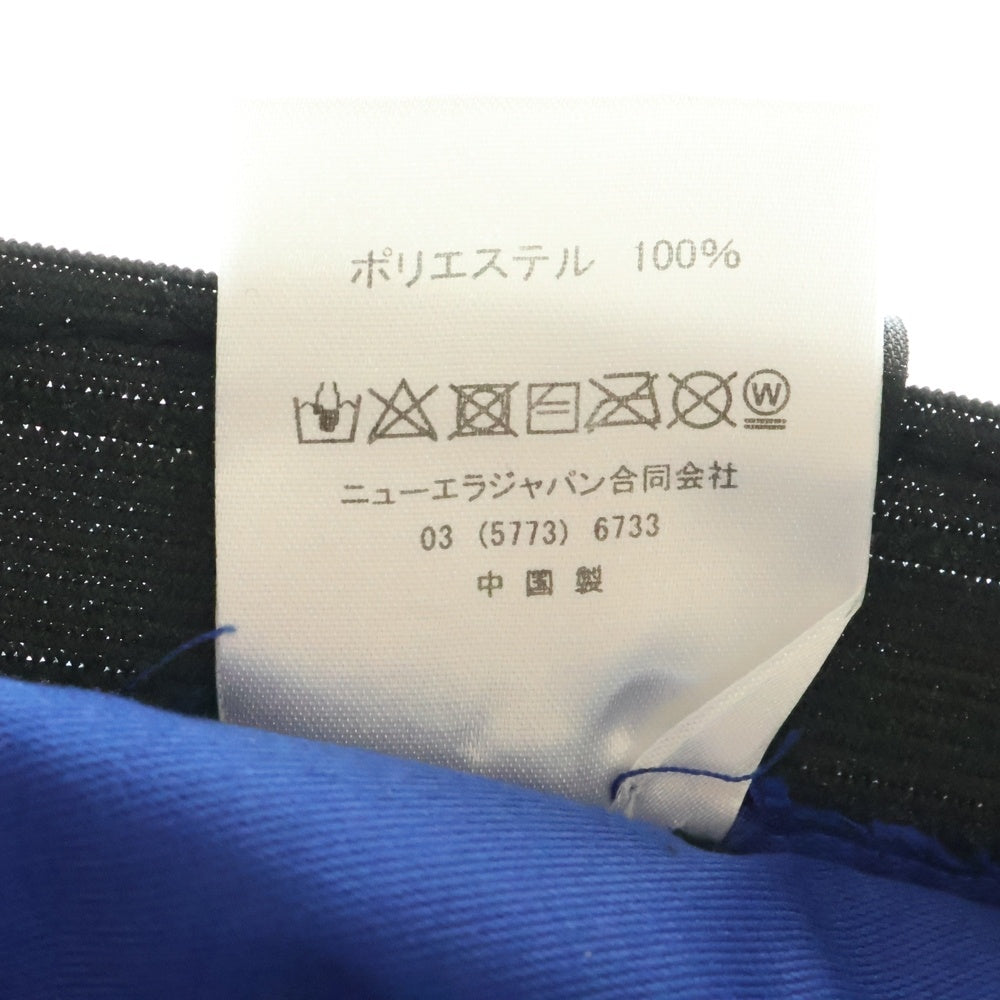 ポリエステル 100%
W
ニューエラジャパン合同会社
03 (5773) 6733
中国製